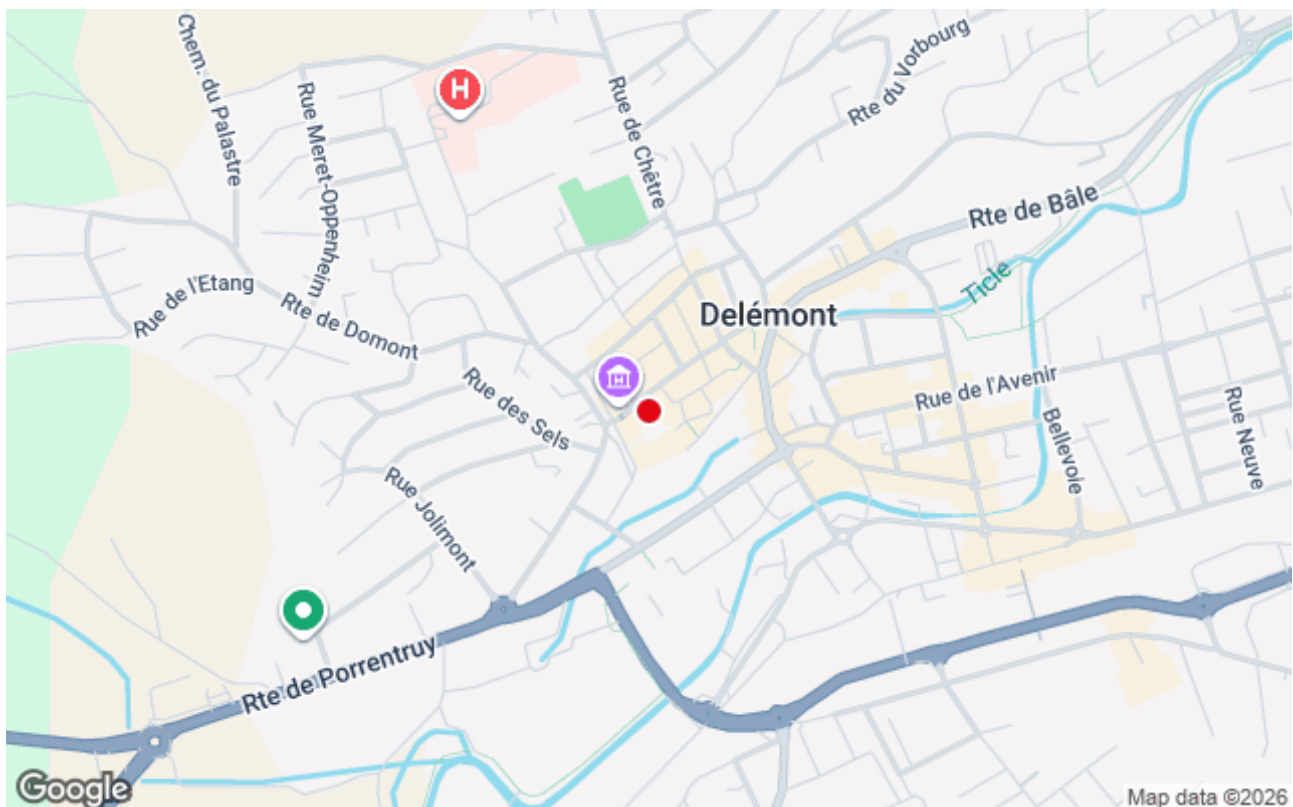 Chem. du Palastre
Rue Meret-Oppenheim
H
Rue de Chêtre
Rte du Vorbourg
Rte de Bâle
Ticle
Rue de l'Etang
Rte de Domont
Delémont
Rue des Sels
Rue de l'Avenir
Bellevoie
Rue Neuve
Rue Jolimont
Rte de Porrentruy
Google
Map data ©2026